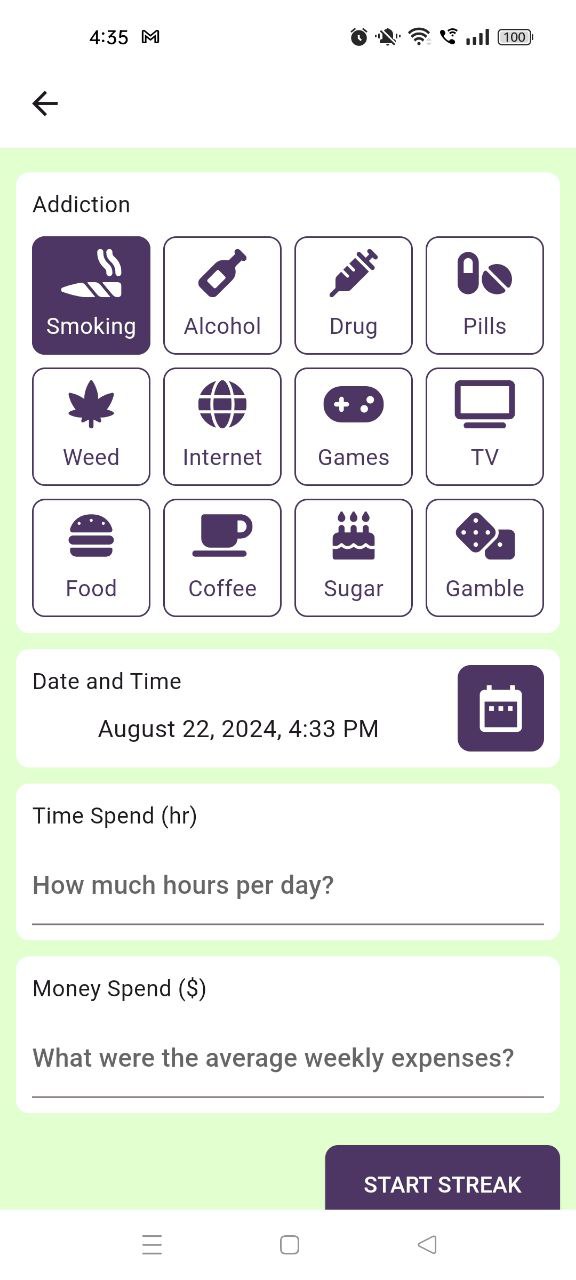 4:35
100
Addiction
Smoking Alcohol Drug Pills
Weed Internet Games TV
Food Coffee Sugar Gamble
Date and Time
August 22, 2024, 4:33 PM
Time Spend (hr)
How much hours per day?
Money Spend ($)
What were the average weekly expenses?
START STREAK